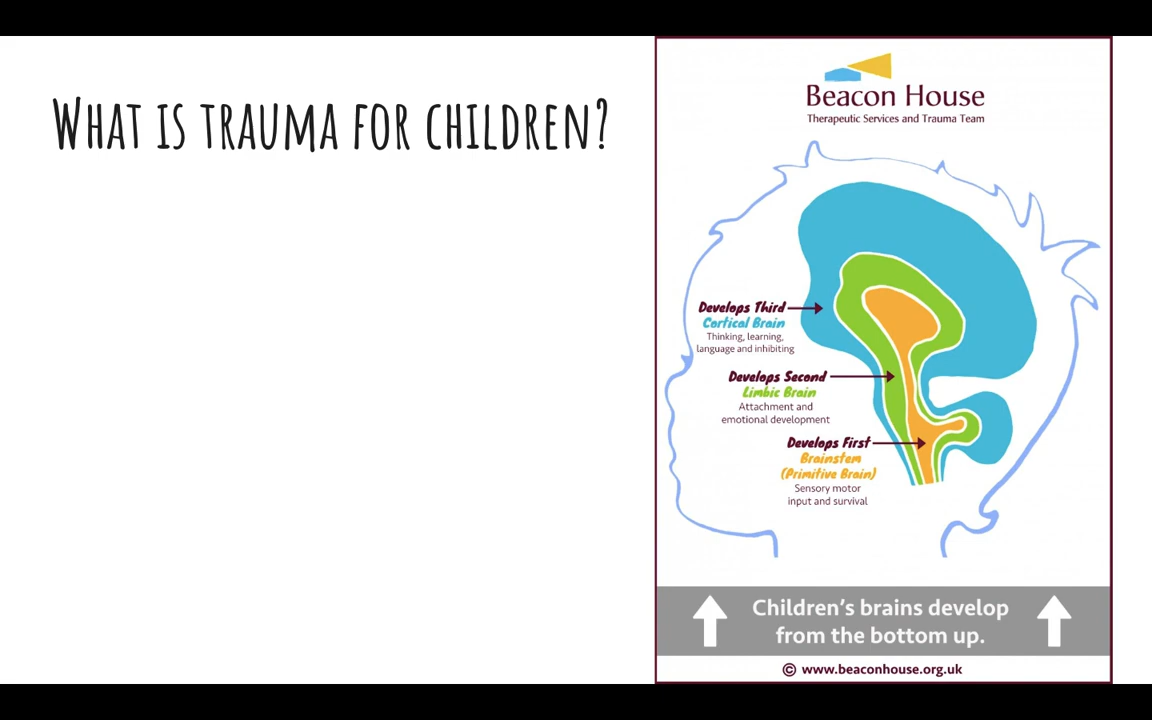 What is trauma for children?
Beacon House
Therapeutic Services and Trauma Team
Develops Third
Cortical Brain
Thinking, learning,
language and inhibiting
Develops Second
Limbic Brain
Attachment and
emotional development
Develops First
Brainstem
(Primitive Brain)
Sensory motor
input and survival
Children's brains develop
from the bottom up.
© www.beaconhouse.org.uk